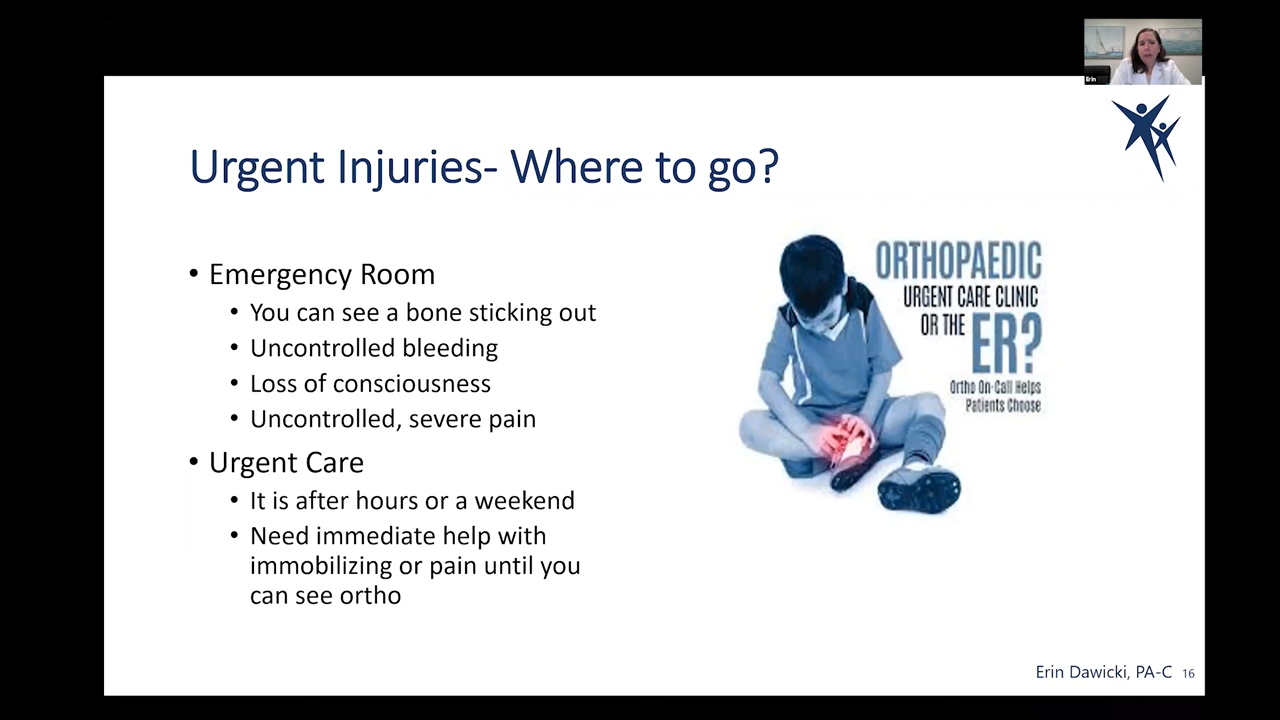 Erin
Urgent Injuries- Where to go?
• Emergency Room
• You can see a bone sticking out
• Uncontrolled bleeding
• Loss of consciousness
• Uncontrolled, severe pain
• Urgent Care
• It is after hours or a weekend
• Need immediate help with
immobilizing or pain until you
can see ortho
ORTHOPAEDIC
URGENT CARE CLINIC
OR THE
ER?
Ortho On-Call Helps
Patients Choose
Erin Dawicki, PA-C 16